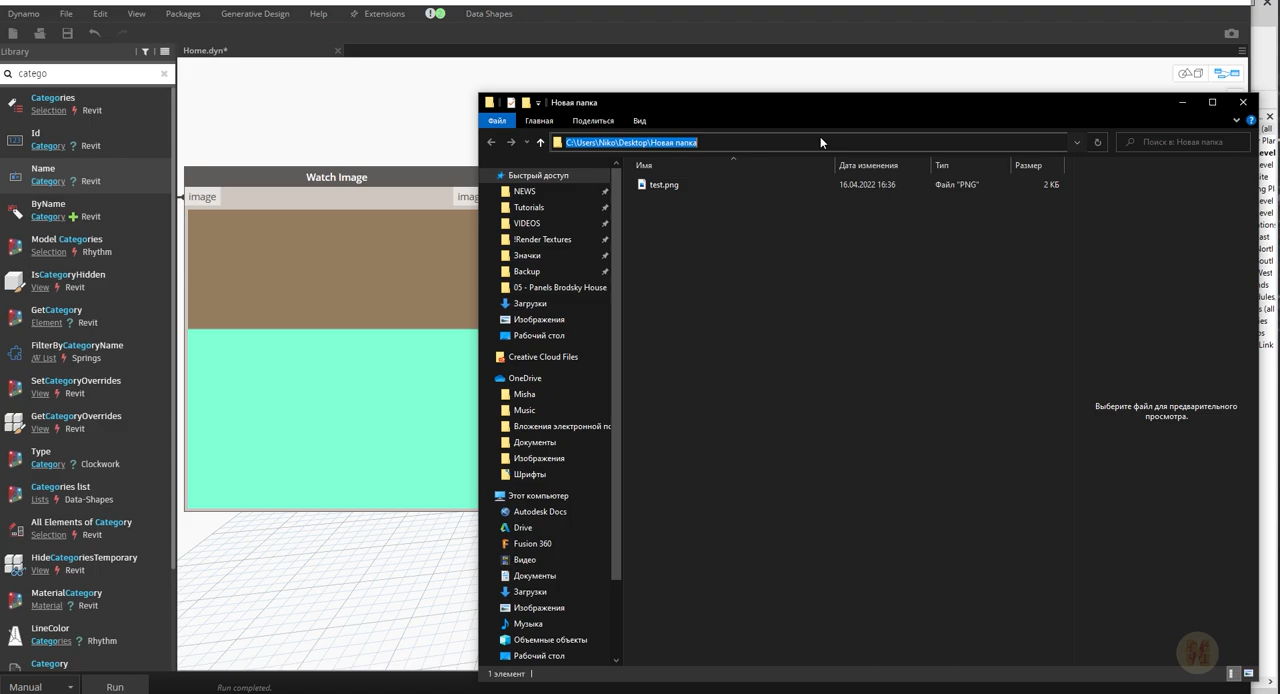 Dynamo File Edit View Packages Generative Design Help Extensions Data Shapes
Library
Home.dyn*
catego
Categories
Selection Revit
Id
Category Revit
Name
Category Revit
ByName
Category Revit
Model Categories
Selection Rhythm
IsCategoryHidden
View Revit
GetCategory
Element Revit
FilterByCategoryName
AV List Springs
SetCategoryOverrides
View Revit
GetCategoryOverrides
View Revit
Type
Category Clockwork
Categories list
Lists Data-Shapes
All Elements of Category
Selection Revit
HideCategoriesTemporary
View Revit
MaterialCategory
Material Revit
LineColor
Categories Rhythm
Category
Manual Run Run completed.
Watch Image
image
Новая папка
Файл Главная Поделиться Вид
C:\Users\Niko\Desktop\Новая папка
Поиск в: Новая папка
Имя Дата изменения Тип Размер
test.png 16.04.2022 16:36 Файл "PNG" 2 КБ
Быстрый доступ
NEWS
Tutorials
VIDEOS
!Render Textures
Значки
Backup
05 - Panels Brodsky House
Загрузки
Изображения
Рабочий стол
Creative Cloud Files
OneDrive
Misha
Music
Вложения электронной по
Документы
Изображения
Шрифты
Этот компьютер
Autodesk Docs
Drive
Fusion 360
Видео
Документы
Загрузки
Изображения
Музыка
Объемные объекты
Рабочий стол
Выберите файл для предварительного
просмотра.
1 элемент